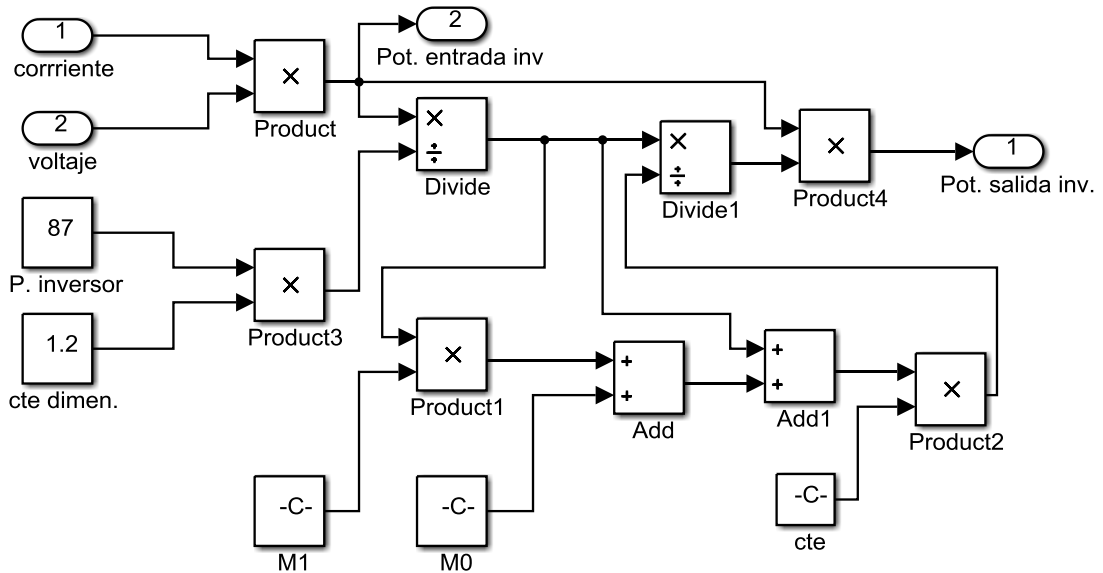 1
corrriente
2
voltaje
87
P. inversor
1.2
cte dimen.
×
Product
×
Product3
2
Pot. entrada inv
×
÷
Divide
×
÷
Divide1
×
Product4
1
Pot. salida inv.
×
Product1
+
+
Add
+
+
Add1
×
Product2
-C-
M1
-C-
M0
-C-
cte